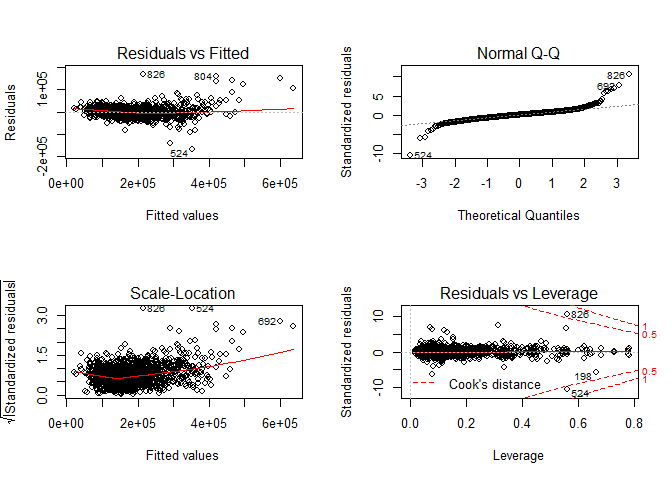 Residuals vs Fitted
Residuals
-2e+05 1e+05
826
804
524
0e+00 2e+05 4e+05 6e+05
Fitted values
Normal Q-Q
Standardized residuals
-10 0 5
826
692
524
-3 -2 -1 0 1 2 3
Theoretical Quantiles
Scale-Location
√|Standardized residuals|
0.0 1.5 3.0
826
524
692
0e+00 2e+05 4e+05 6e+05
Fitted values
Residuals vs Leverage
Standardized residuals
-10 0 10
826
198
524
1
0.5
0.5
1
Cook's distance
0.0 0.2 0.4 0.6 0.8
Leverage